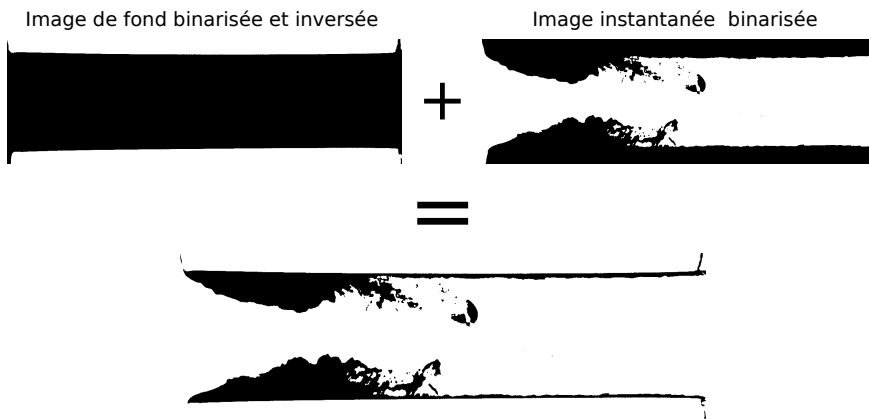 Image de fond binarisée et inversée
Image instantanée  binarisée
+
=